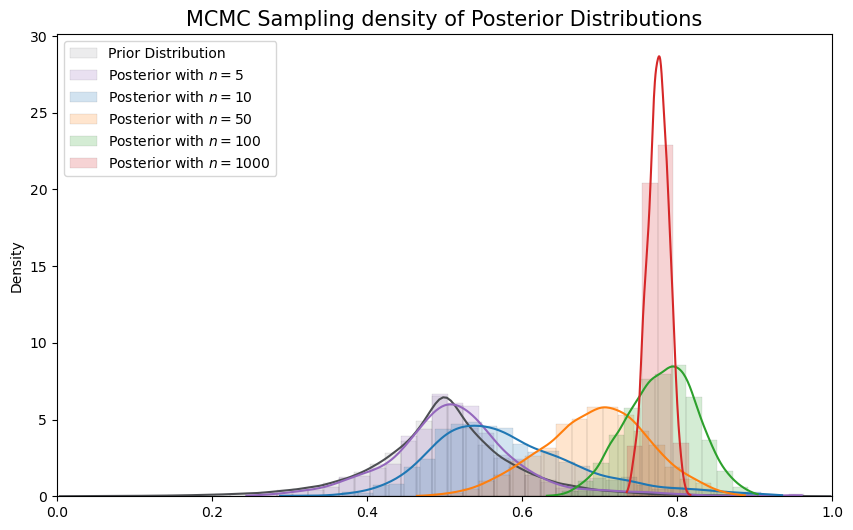 MCMC Sampling density of Posterior Distributions
30
25
20
15
10
5
0
Density
Prior Distribution
Posterior with n = 5
Posterior with n = 10
Posterior with n = 50
Posterior with n = 100
Posterior with n = 1000
0.0 0.2 0.4 0.6 0.8 1.0